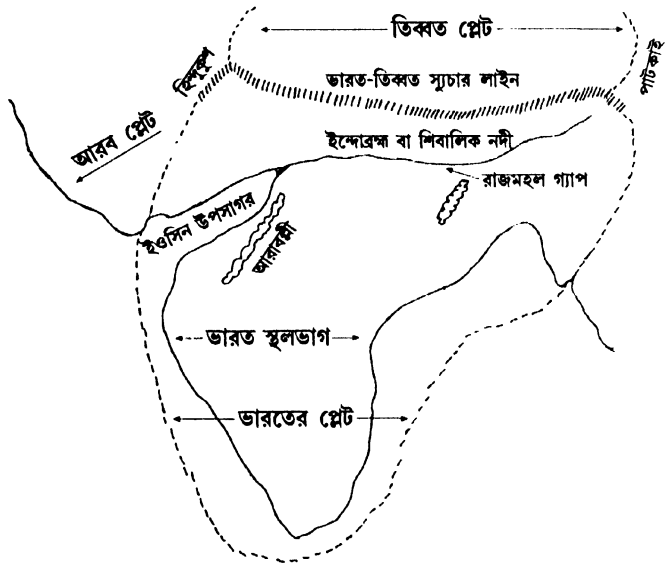 তিব্বত প্লেট
হিন্দুকুশ
পাটকাই
ভারত-তিব্বত স্যুচার লাইন
আরব প্লেট
ইন্দোব্রহ্ম বা শিবালিক নদী
রাজমহল গ্যাপ
ইওসিন উপসাগর
আরাবল্লী
ভারত স্থলভাগ
ভারতের প্লেট